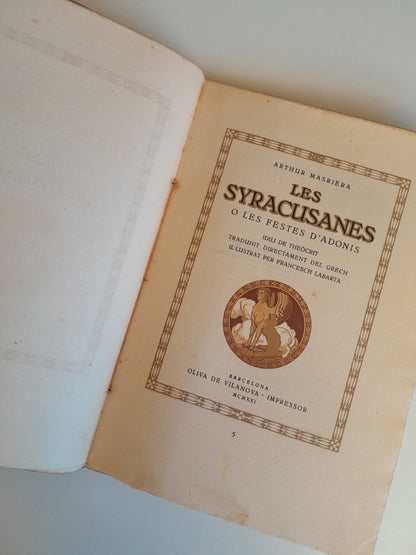 ARTHUR MASRIERA
LES
SYRACUSANES
O LES FESTES D'ADONIS
IDILI DE THEÒCRIT
TRADUHIT DIRECTAMENT DEL GRECH
IL·LUSTRAT PER FRANCESCH LABARTA
BARCELONA
OLIVA DE VILANOVA - IMPRESSOR
MCMXXI
5